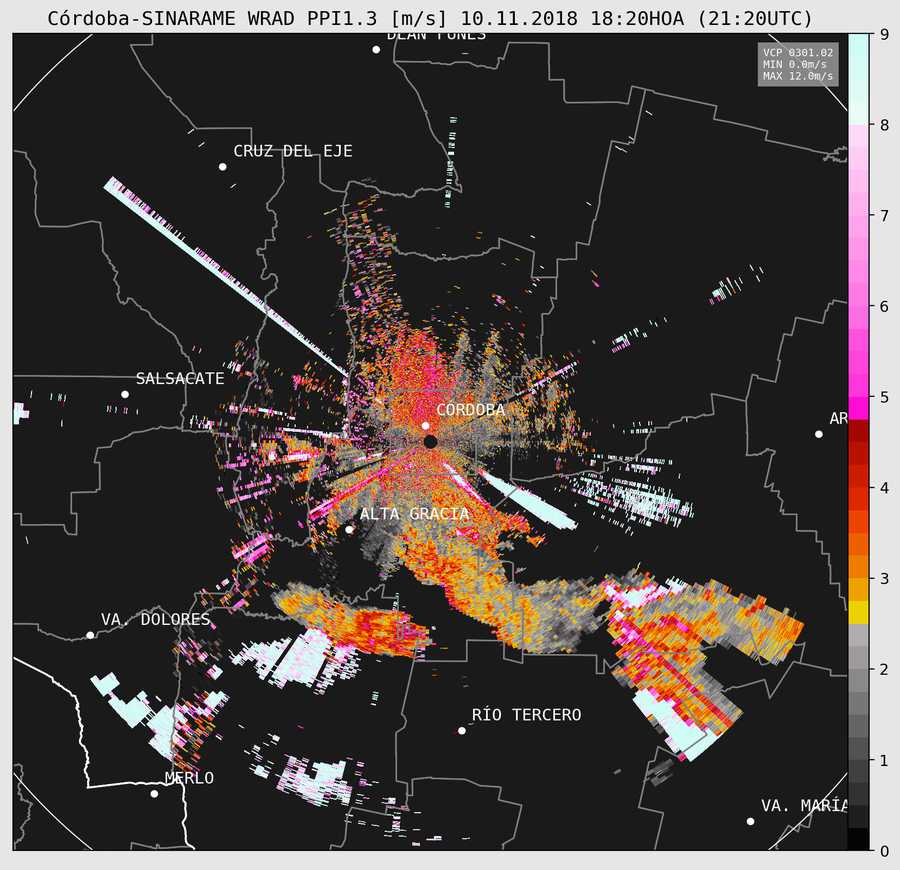 Córdoba-SINARAME WRAD PPI1.3 [m/s] 10.11.2018 18:20HOA (21:20UTC)
DEAN FUNES
VCP 0301.02
MIN 0.0m/s
MAX 12.0m/s
9
CRUZ DEL EJE
8
7
6
SALSACATE
5
CORDOBA
AR
4
ALTA GRACIA
3
VA. DOLORES
2
RÍO TERCERO
1
MERLO
VA. MARÍA
0